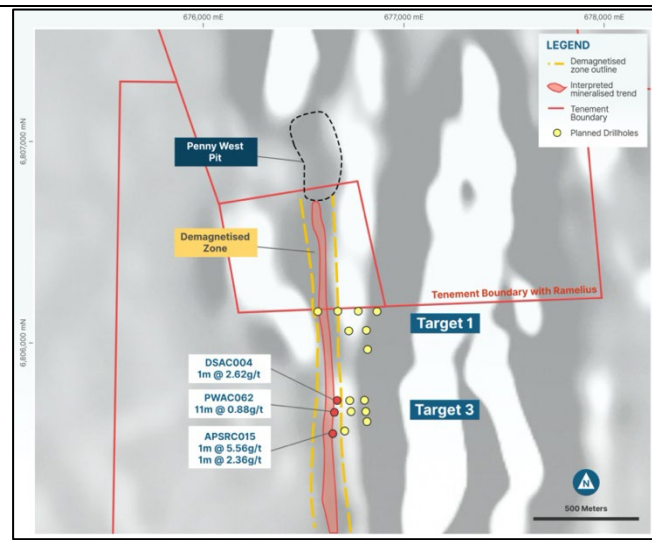 676,000 mE
677,000 mE
678,000 mE
LEGEND
Demagnetised
zone outline
Interpreted
mineralised trend
Tenement
Boundary
Planned Drillholes
6,807,000 mN
Penny West
Pit
Demagnetised
Zone
Tenement Boundary with Ramelius
Target 1
6,806,000 mN
DSAC004
1m @ 2.62g/t
PWAC062
11m @ 0.88g/t
Target 3
APSRC015
1m @ 5.56g/t
1m @ 2.36g/t
N
500 Meters